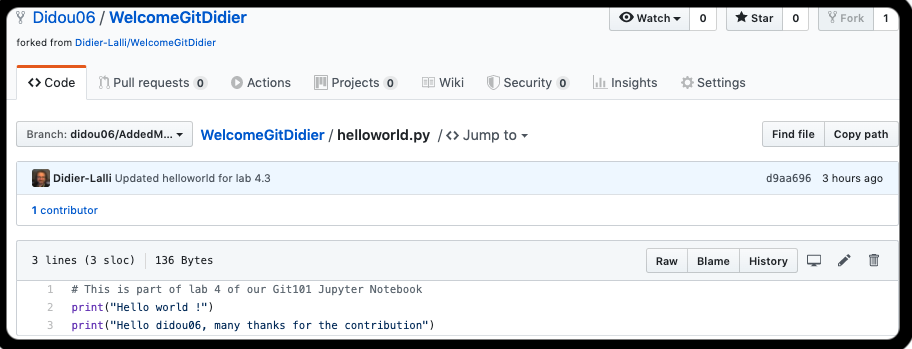 Didou06 / WelcomeGitDidier Watch 0 Star 0 Fork 1
forked from Didier-Lalli/WelcomeGitDidier
Code Pull requests 0 Actions Projects 0 Wiki Security 0 Insights Settings
Branch: didou06/AddedM... WelcomeGitDidier / helloworld.py / Jump to Find file Copy path
Didier-Lalli Updated helloworld for lab 4.3 d9aa696 3 hours ago
1 contributor
3 lines (3 sloc) 136 Bytes Raw Blame History
1 # This is part of lab 4 of our Git101 Jupyter Notebook
2 print("Hello world !")
3 print("Hello didou06, many thanks for the contribution")